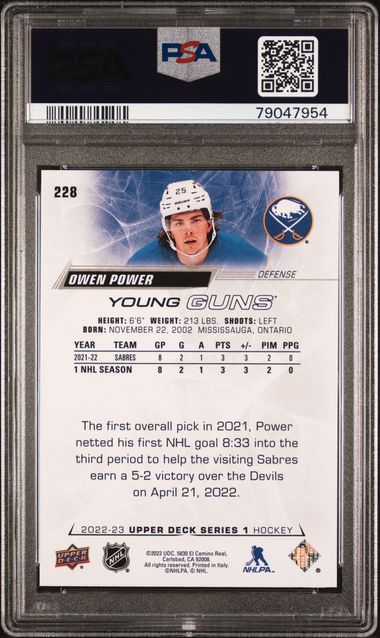 PSA
PSA
79047954
228
25
OWEN POWER
DEFENSE
YOUNG GUNS
HEIGHT: 6'6" WEIGHT: 213 LBS. SHOOTS: LEFT
BORN: NOVEMBER 22, 2002 MISSISSAUGA, ONTARIO
YEAR TEAM GP G A PTS +/- PIM PPG
2021-22 SABRES 8 2 1 3 3 2 0
1 NHL SEASON 8 2 1 3 3 2 0
The first overall pick in 2021, Power
netted his first NHL goal 8:33 into the
third period to help the visiting Sabres
earn a 5-2 victory over the Devils
on April 21, 2022.
2022-23 UPPER DECK SERIES 1 HOCKEY
UPPER DECK
NHL
©2022 UDC. 5830 El Camino Real,
Carlsbad, CA 92008.
All rights reserved. Printed in Italy.
©NHLPA. © NHL.
NHLPA